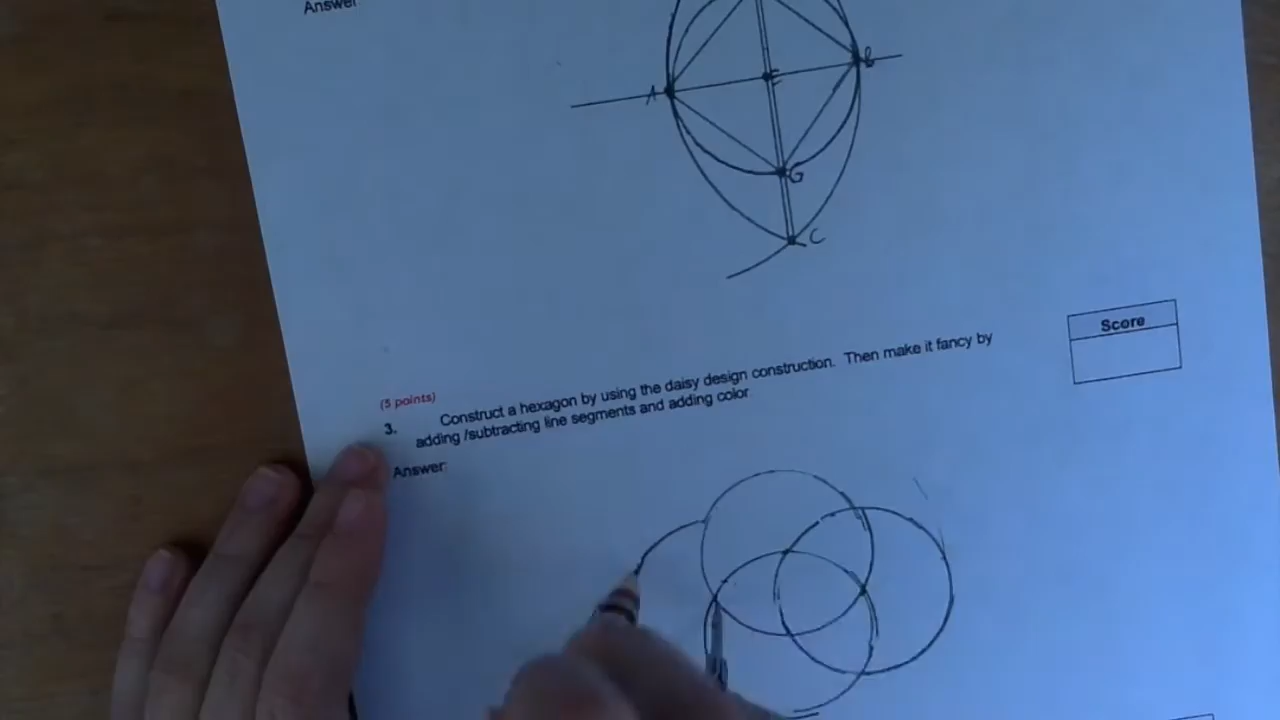 Answer
B
E
A
G
C
Score
(5 points)
3. Construct a hexagon by using the daisy design construction. Then make it fancy by
adding /subtracting line segments and adding color
Answer